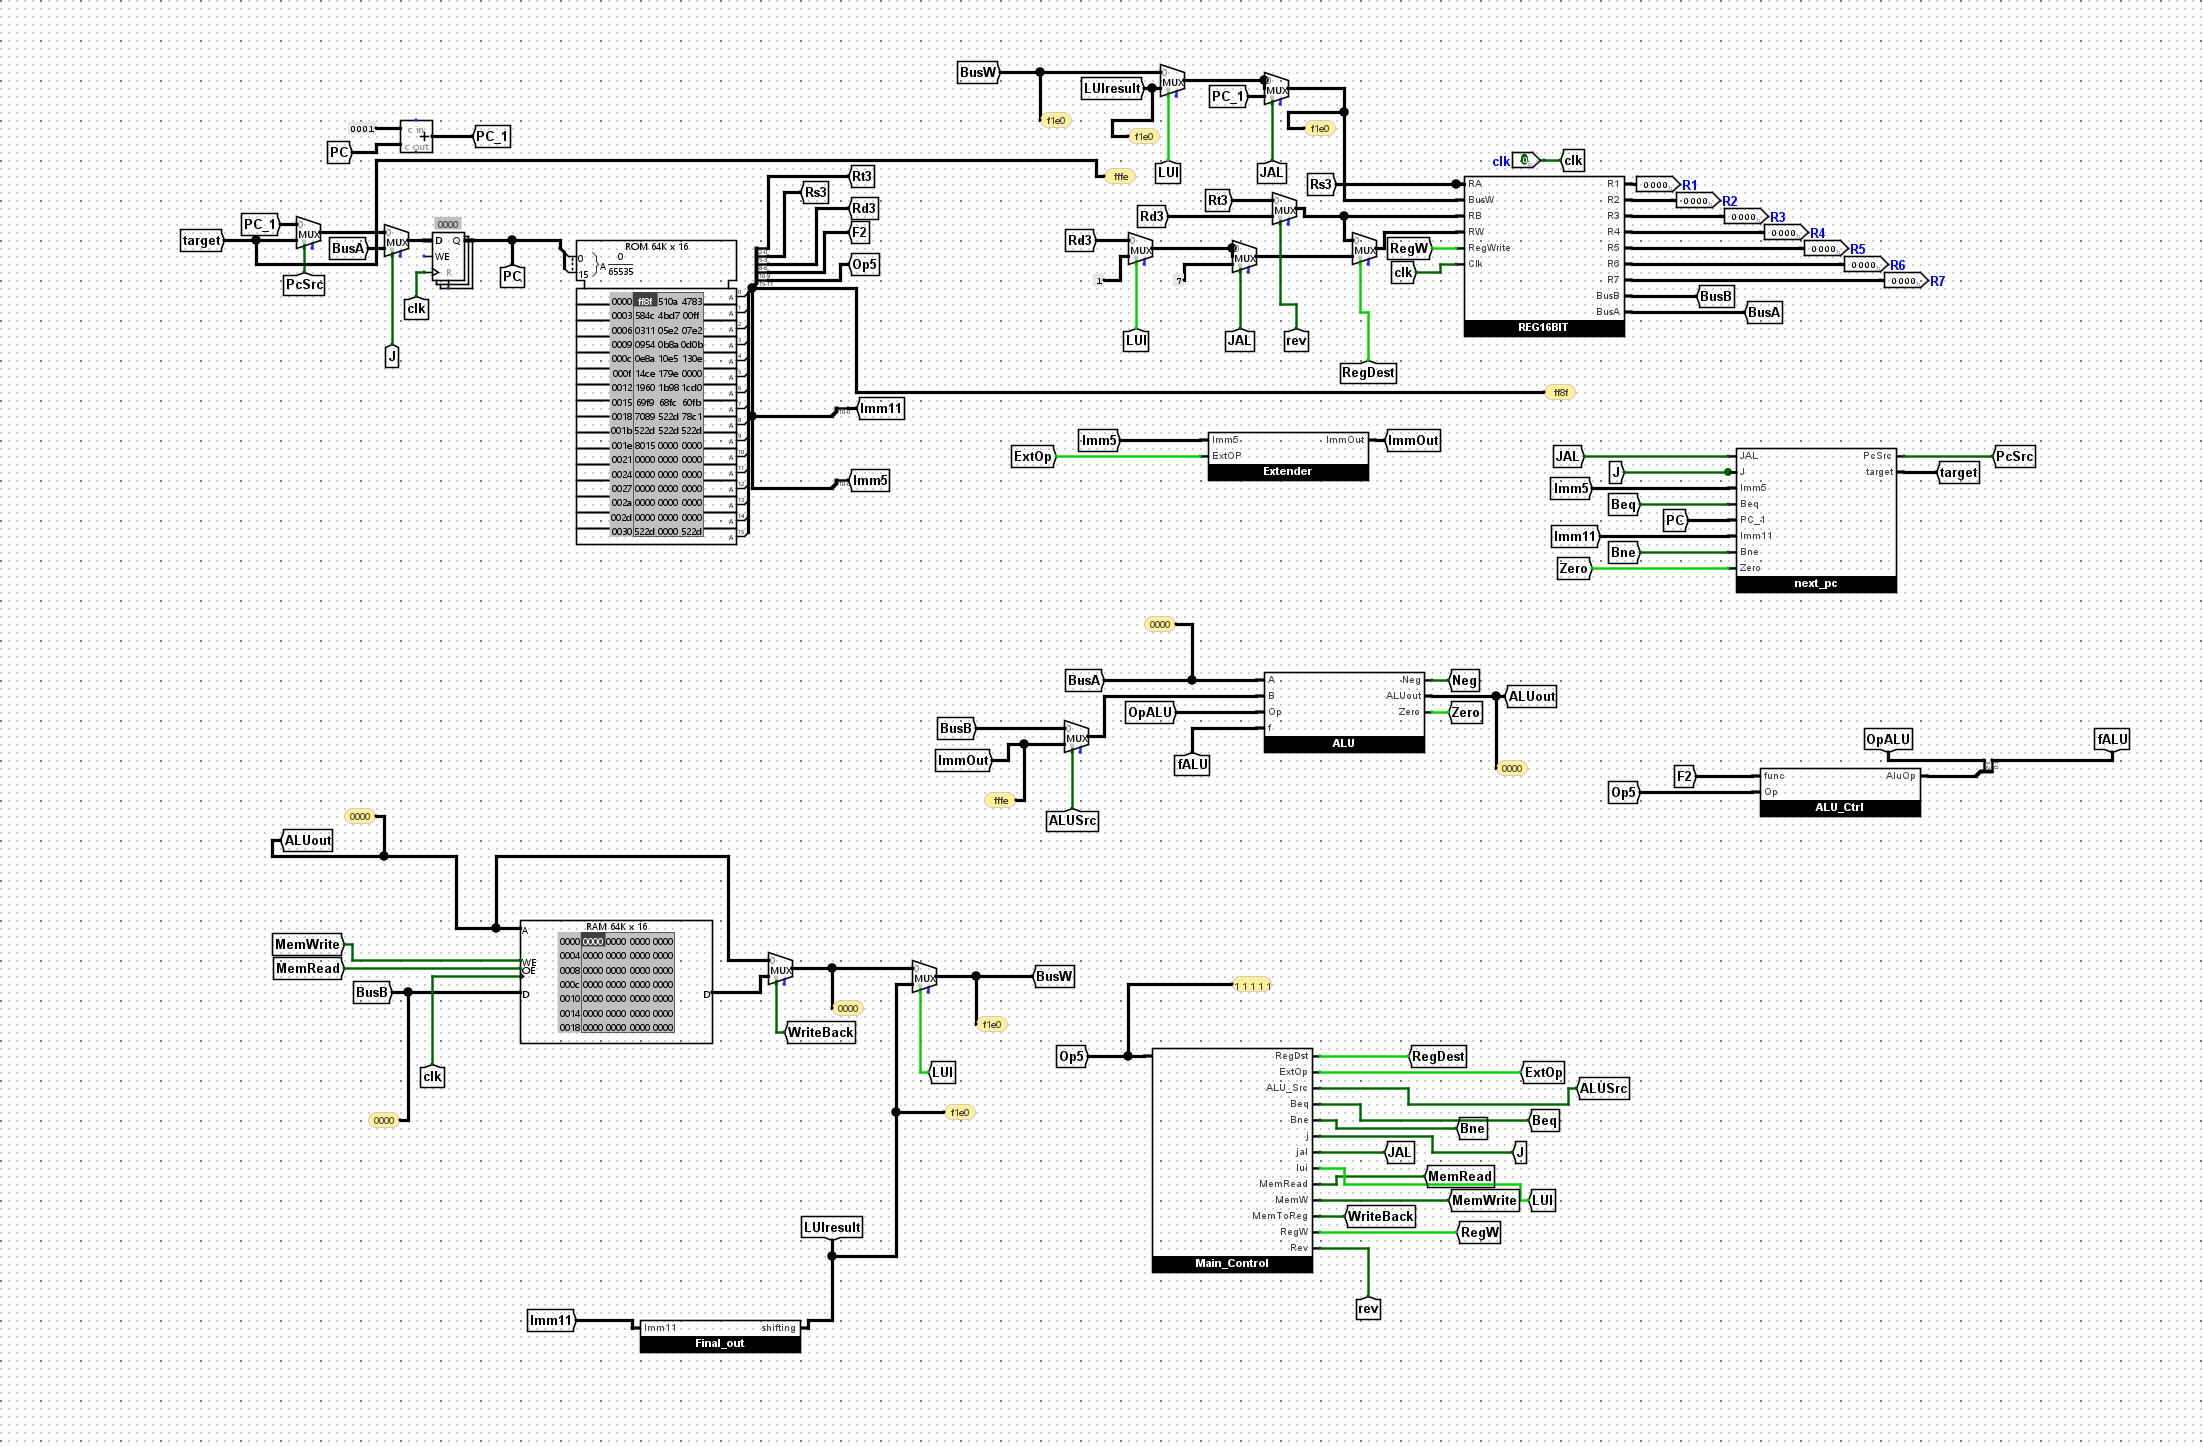 BusW
LUIresult
MUX
MUX
PC_1
f1e0
f1e0
f1e0
LUI
JAL
0001
c in
+
c out
PC_1
PC
fffe
PC_1
target
MUX
BusA
MUX
PcSrc
J
0000
D Q
WE
R
clk
PC
ROM 64K x 16
0
15
A
0
65535
0000 ff8f 510a 4783
0003 584c 4bd7 00ff
0006 0311 05e2 07e2
0009 0954 0b8a 0d0b
000c 0e8a 10e5 130e
000f 14ce 179e 0000
0012 1960 1b98 1cd0
0015 69f9 68fc 60fb
0018 7089 522d 78c1
001b 522d 522d 522d
001e 8015 0000 0000
0021 0000 0000 0000
0024 0000 0000 0000
0027 0000 0000 0000
002a 0000 0000 0000
002d 0000 0000 0000
0030 522d 0000 522d
Rt3
Rs3
Rd3
F2
Op5
Imm11
Imm5
ff8f
Rs3
Rt3
Rd3
MUX
Rd3
MUX
MUX
MUX
1
7
LUI
JAL
rev
RegDest
RegW
clk
clk 0 clk
RA R1
BusW R2
RB R3
RW R4
RegWrite R5
Clk R6
R7
BusB
BusA
REG16BIT
0000 R1
0000 R2
0000 R3
0000 R4
0000 R5
0000 R6
0000 R7
BusB
BusA
Imm5
ExtOp
Imm5 ImmOut
ExtOP
Extender
ImmOut
JAL
J
Imm5
Beq
PC
Imm11
Bne
Zero
JAL PcSrc
J target
Imm5
Beq
PC_1
Imm11
Bne
Zero
next_pc
PcSrc
target
0000
BusA
BusB
ImmOut
MUX
fffe
ALUSrc
OpALU
fALU
A Neg
B ALUout
Op Zero
f
ALU
Neg
ALUout
Zero
0000
OpALU
fALU
F2
Op5
func AluOp
Op
ALU_Ctrl
0000
ALUout
MemWrite
MemRead
BusB
clk
0000
RAM 64K x 16
A
WE
OE
D D
0000 0000 0000 0000 0000
0004 0000 0000 0000 0000
0008 0000 0000 0000 0000
000c 0000 0000 0000 0000
0010 0000 0000 0000 0000
0014 0000 0000 0000 0000
0018 0000 0000 0000 0000
MUX
0000
WriteBack
MUX
BusW
f1e0
LUI
f1e0
LUIresult
Imm11
Imm11 shifting
Final_out
11111
Op5
RegDst
ExtOp
ALU_Src
Beq
Bne
j
jal
lui
MemRead
MemW
MemToReg
RegW
Rev
Main_Control
RegDest
ExtOp
ALUSrc
Beq
Bne
JAL
J
MemRead
MemWrite
LUI
WriteBack
RegW
rev